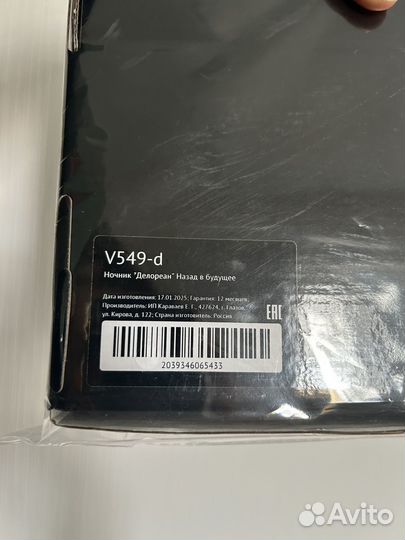 V549-d
Ночник "Делореан" Назад в будущее
Дата изготовления: 17.01.2025; Гарантия: 12 месяцев
Производитель: ИП Караваев Е. Г., 427624, г. Глазов,
ул. Кирова, д. 122; Страна изготовитель: Россия
EAC
2039346065433
Avito